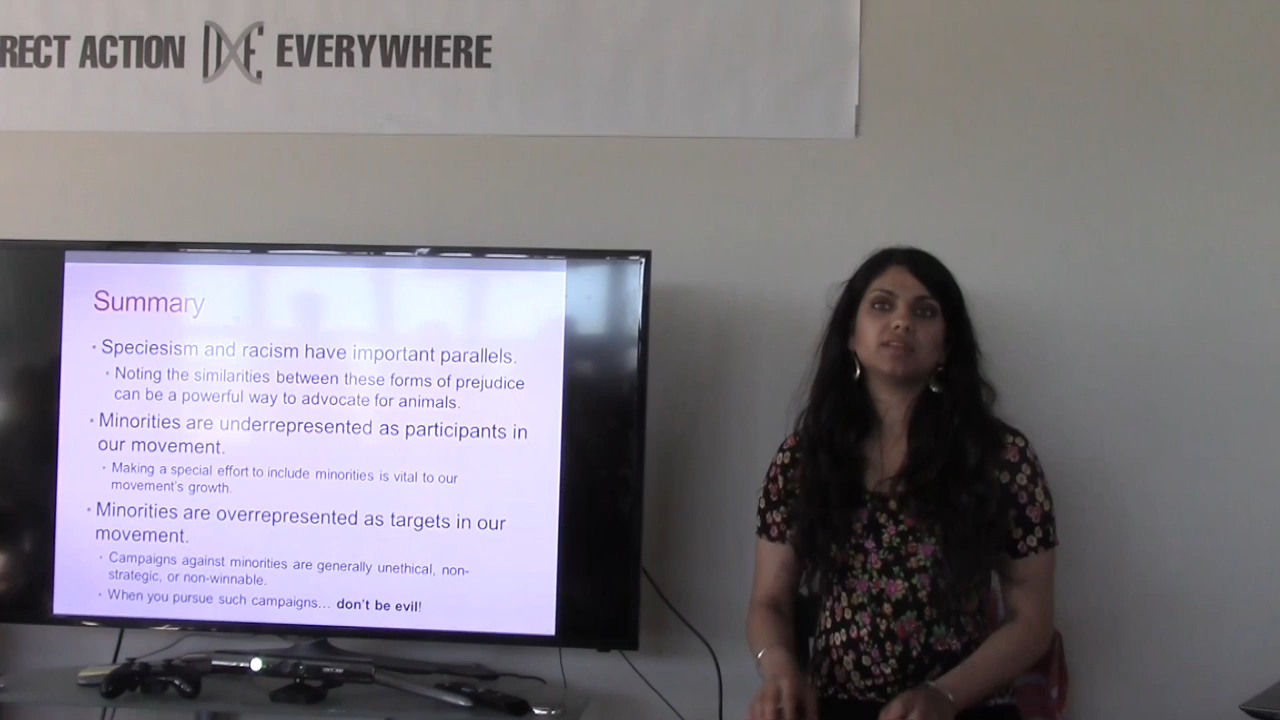 RECT ACTION DXE EVERYWHERE
Summary
• Speciesism and racism have important parallels.
• Noting the similarities between these forms of prejudice
can be a powerful way to advocate for animals.
• Minorities are underrepresented as participants in
our movement.
• Making a special effort to include minorities is vital to our
movement's growth.
• Minorities are overrepresented as targets in our
movement.
• Campaigns against minorities are generally unethical, non-
strategic, or non-winnable.
• When you pursue such campaigns... don't be evil!